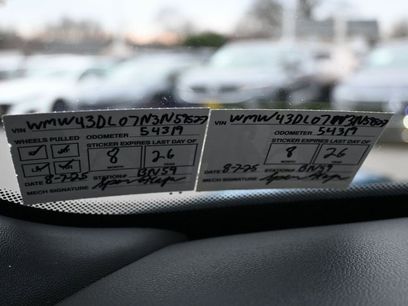 VIN WMW43DL07N3N58577
WHEELS PULLED ODOMETER 54319
STICKER EXPIRES LAST DAY OF
8 26
DATE 8-7-25 STATION# BN59
MECH SIGNATURE
VIN WMW43DL07N3N58577
ODOMETER 54319
STICKER EXPIRES LAST DAY OF
8 26
DATE 8-7-25 STATION# BN59
MECH SIGNATURE